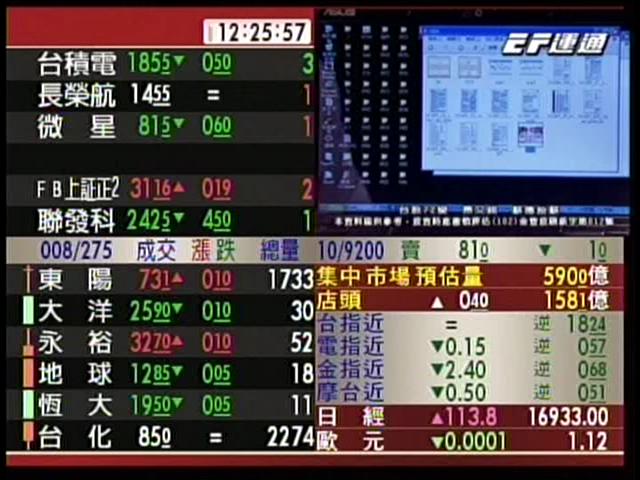 12:25:57
EF運通
台積電 1855▼ 050 3
長榮航 1455 = 1
微星 815▼ 060 1
FB上証正2 3116▲ 019 2
聯發科 2425▼ 450 1
008/275 成交 漲跌 總量
10/9200 賣 810 ▼ 10
東陽 731▲ 010 1733
大洋 2590▼ 010 30
永裕 3270▲ 010 52
地球 1285▼ 005 18
恆大 1950▼ 005 11
台化 850 = 2274
集中市場預估量 5900億
店頭 ▲ 040 1581億
台指近 = 逆 1824
電指近 ▼0.15 逆 057
金指近 ▼2.40 逆 068
摩台近 ▼0.50 逆 051
日經 ▲113.8 16933.00
歐元 ▼0.0001 1.12